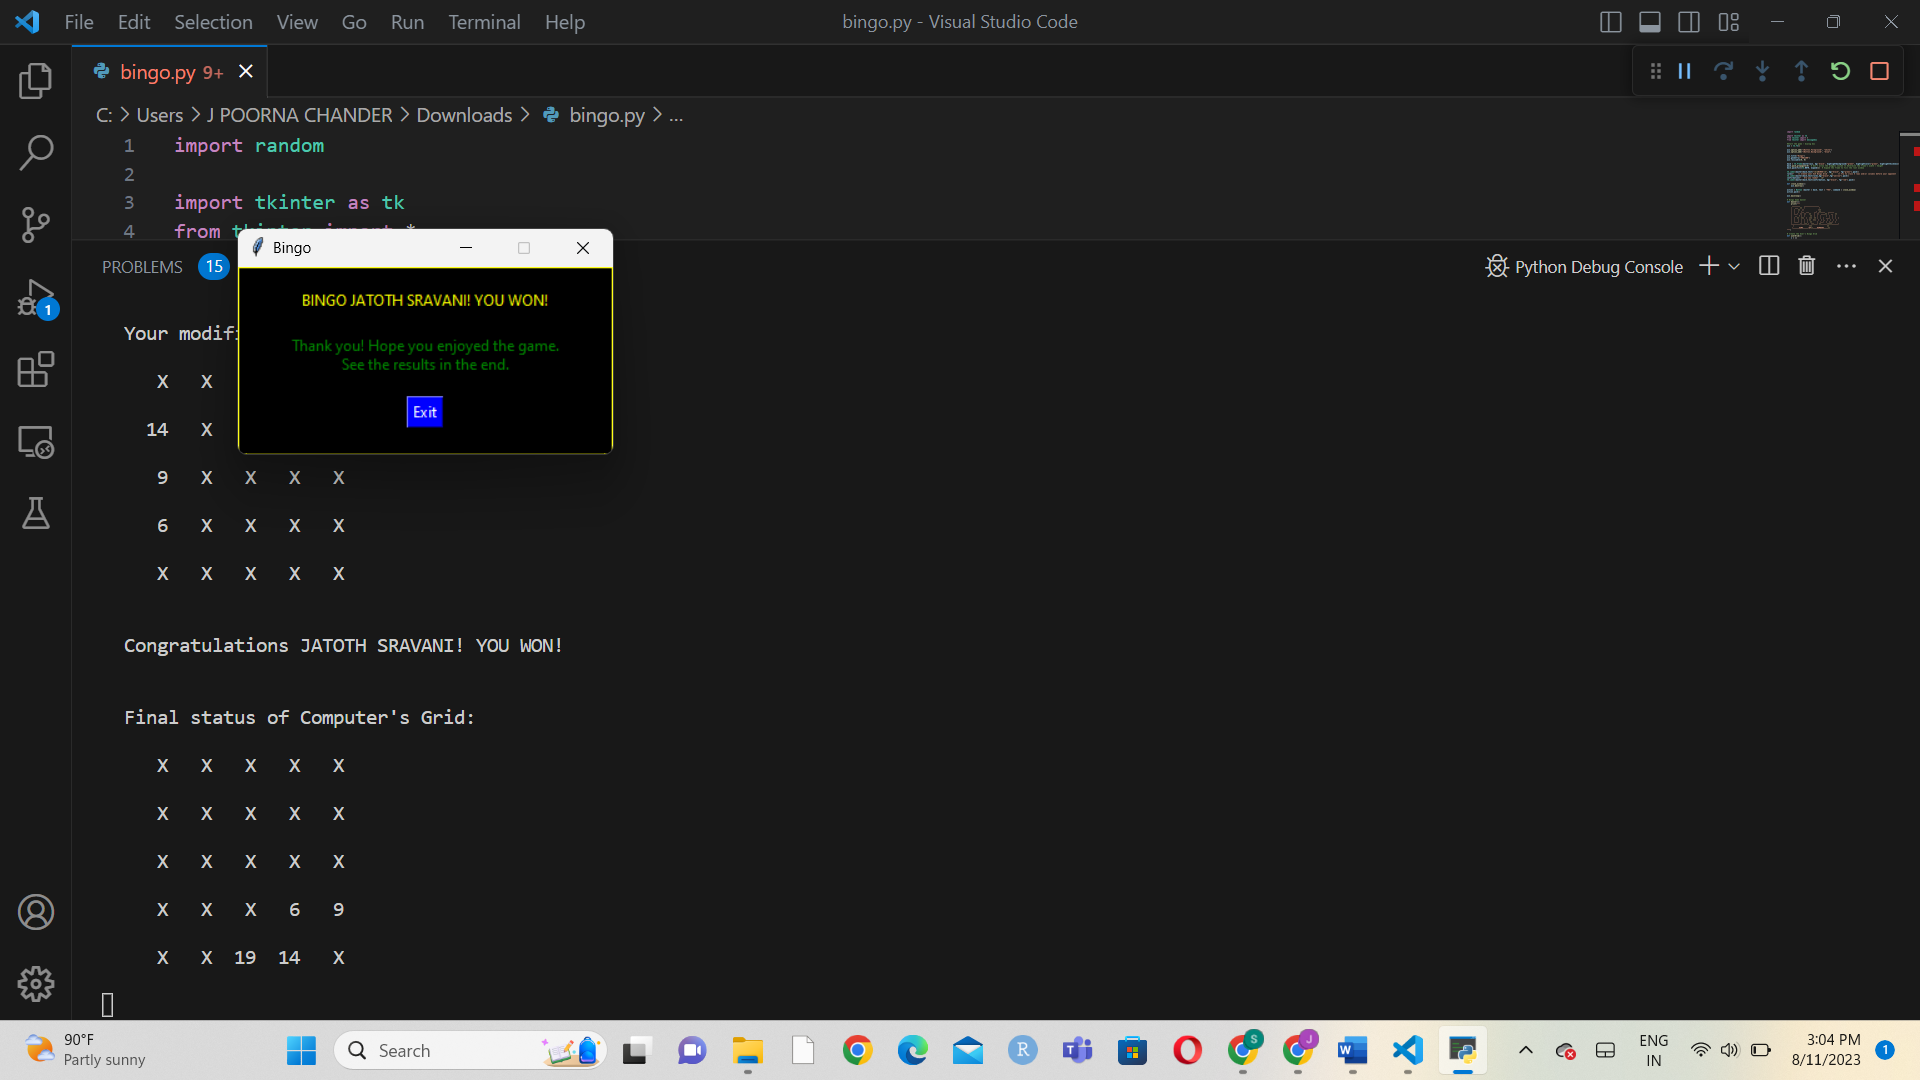 File Edit Selection View Go Run Terminal Help
bingo.py - Visual Studio Code
bingo.py 9+
C: > Users > J POORNA CHANDER > Downloads > bingo.py > ...
1 import random
2
3 import tkinter as tk
4 from tkinter import *
PROBLEMS 15
Python Debug Console
Bingo
BINGO JATOTH SRAVANI! YOU WON!
Thank you! Hope you enjoyed the game.
See the results in the end.
Exit
1
Your modifi
X X
14 X
9 X X X X
6 X X X X
X X X X X
Congratulations JATOTH SRAVANI! YOU WON!
Final status of Computer's Grid:
X X X X X
X X X X X
X X X X X
X X X 6 9
X X 19 14 X
90°F
Partly sunny
Search
R
S
J
W
ENG
IN
3:04 PM
8/11/2023
1